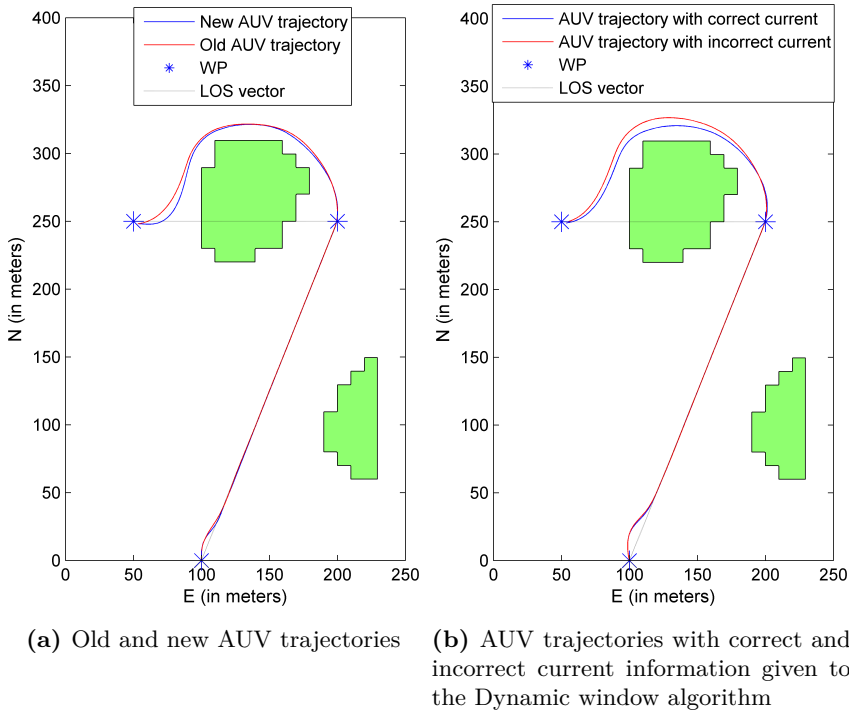 New AUV trajectory
Old AUV trajectory
WP
LOS vector
400
350
300
250
200
150
100
50
0
N (in meters)
0
50
100
150
200
250
E (in meters)
(a) Old and new AUV trajectories
AUV trajectory with correct current
AUV trajectory with incorrect current
WP
LOS vector
400
350
300
250
200
150
100
50
0
N (in meters)
0
50
100
150
200
250
E (in meters)
(b) AUV trajectories with correct and
incorrect current information given to
the Dynamic window algorithm